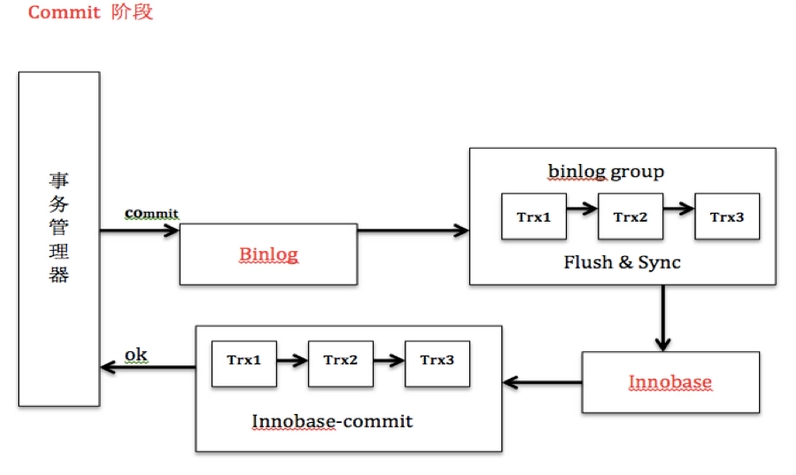 Commit 阶段
事务管理器
commit
Binlog
binlog group
Trx1
Trx2
Trx3
Flush & Sync
Innobase
Trx1
Trx2
Trx3
Innobase-commit
ok